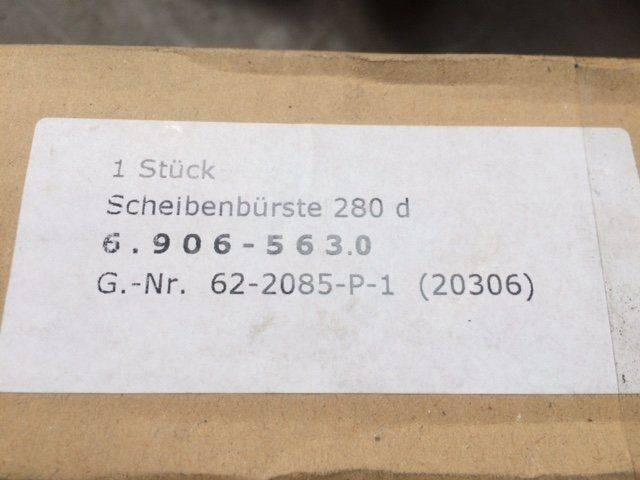 1 Stück
Scheibenbürste 280 d
6.906-563.0
G.-Nr. 62-2085-P-1 (20306)